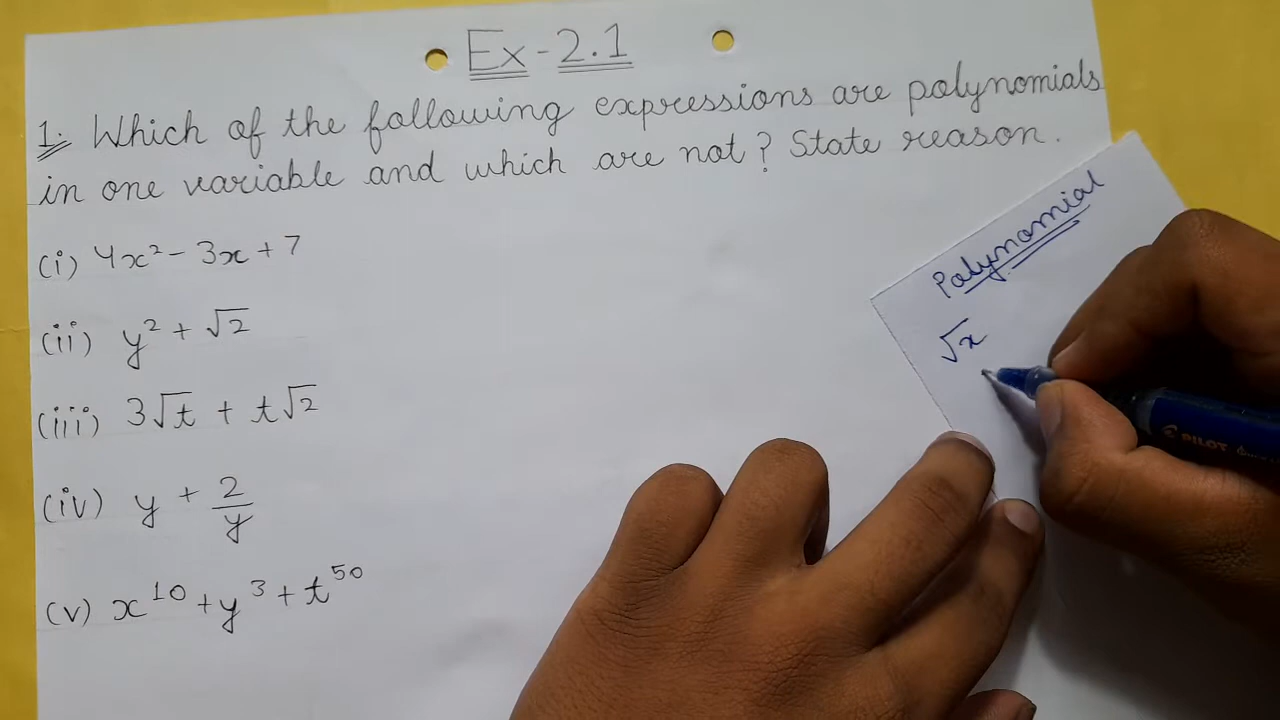 Ex-2.1
1. Which of the following expressions are polynomials
in one variable and which are not? State reason.
(i) 4x² - 3x + 7
(ii) y² + √2
(iii) 3√t + t√2
(iv) y + 2/y
(v) x¹⁰ + y³ + t⁵⁰
Polynomial
√x
PILOT